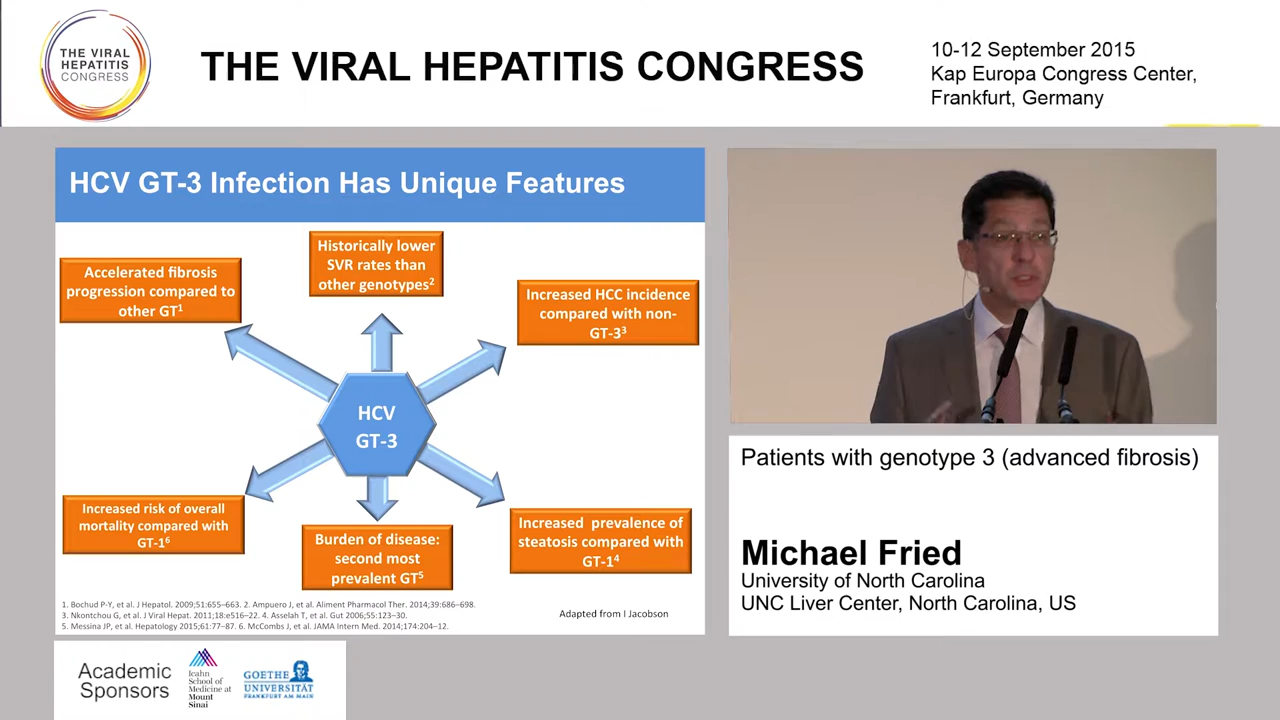 THE VIRAL
HEPATITIS
CONGRESS
THE VIRAL HEPATITIS CONGRESS
10-12 September 2015
Kap Europa Congress Center,
Frankfurt, Germany
HCV GT-3 Infection Has Unique Features
Accelerated fibrosis
progression compared to
other GT1
Historically lower
SVR rates than
other genotypes2
Increased HCC incidence
compared with non-
GT-33
HCV
GT-3
Increased risk of overall
mortality compared with
GT-16
Burden of disease:
second most
prevalent GT5
Increased prevalence of
steatosis compared with
GT-14
1. Bochud P-Y, et al. J Hepatol. 2009;51:655–663. 2. Ampuero J, et al. Aliment Pharmacol Ther. 2014;39:686–698.
3. Nkontchou G, et al. J Viral Hepat. 2011;18:e516–22. 4. Asselah T, et al. Gut 2006;55:123–30.
5. Messina JP, et al. Hepatology 2015;61:77–87. 6. McCombs J, et al. JAMA Intern Med. 2014;174:204–12.
Adapted from I Jacobson
Patients with genotype 3 (advanced fibrosis)
Michael Fried
University of North Carolina
UNC Liver Center, North Carolina, US
Academic
Sponsors
Icahn
School of
Medicine at
Mount
Sinai
GOETHE
UNIVERSITÄT
FRANKFURT AM MAIN